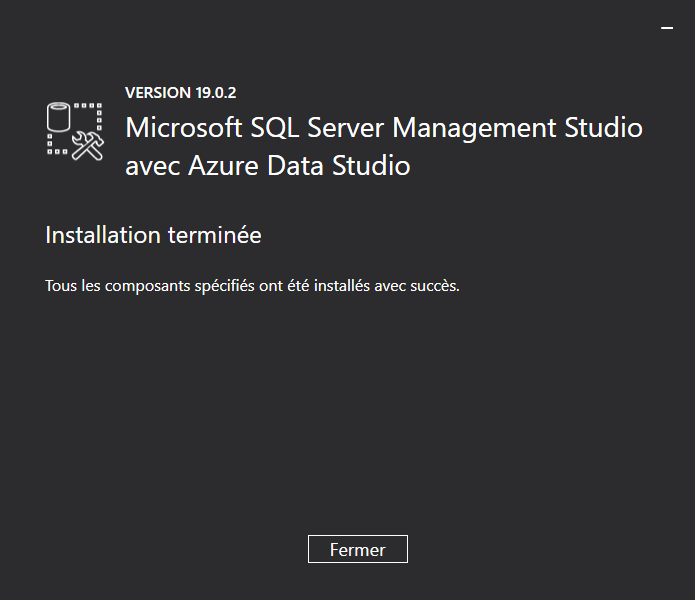 VERSION 19.0.2
Microsoft SQL Server Management Studio
avec Azure Data Studio
Installation terminée
Tous les composants spécifiés ont été installés avec succès.
Fermer